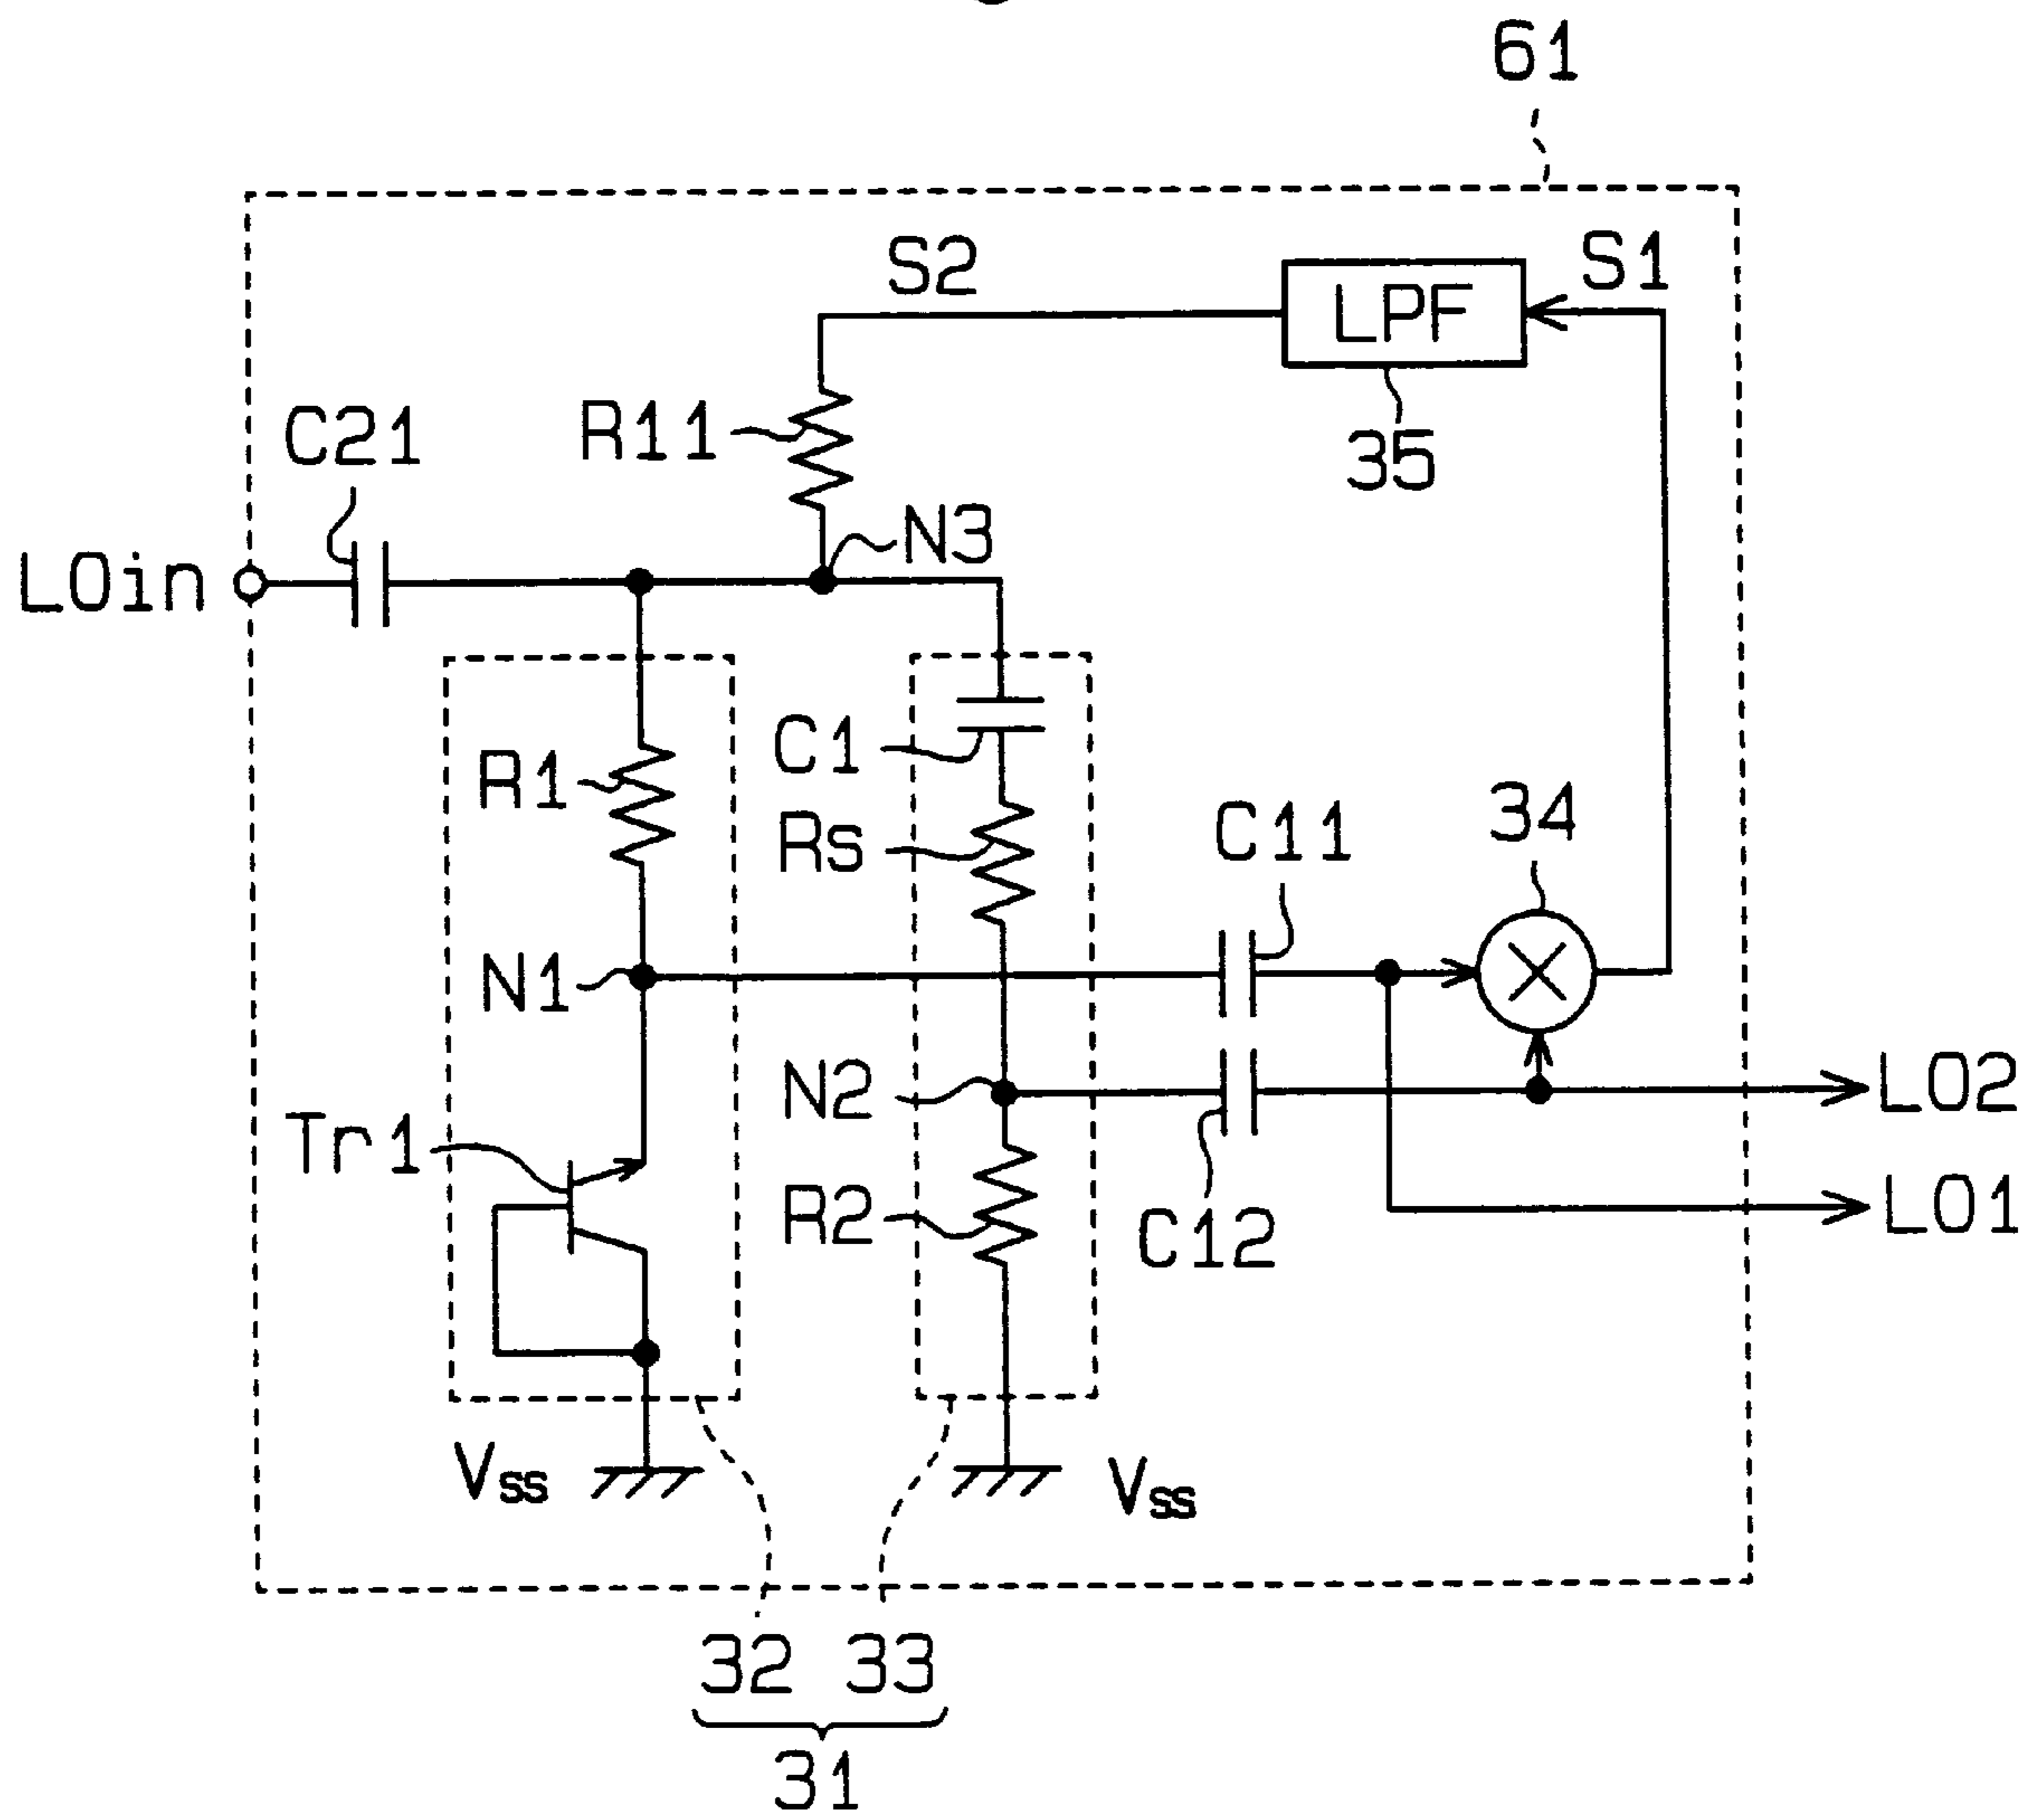 61
S2
LPF
S1
C21
R11
35
N3
LOin
R1
C1
Rs
C11
34
N1
N2
LO2
Tr1
R2
C12
LO1
Vss
Vss
32 33
31